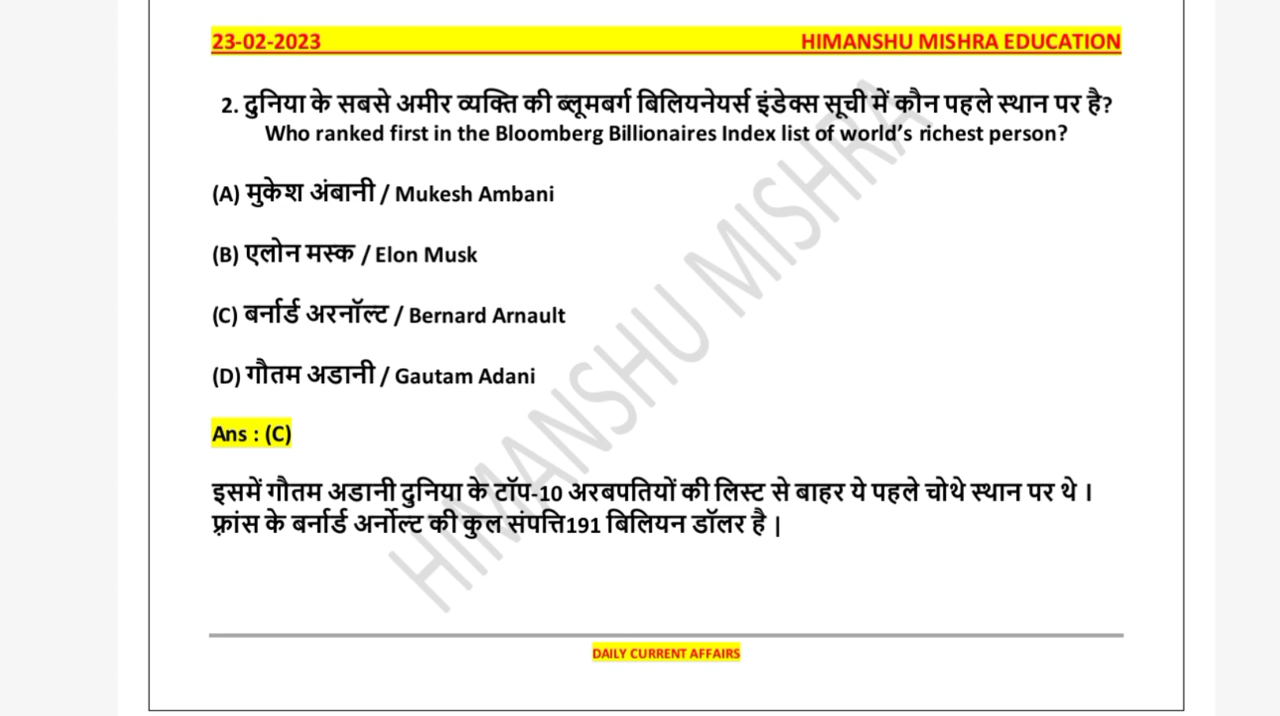 23-02-2023 HIMANSHU MISHRA EDUCATION
2. दुनिया के सबसे अमीर व्यक्ति की ब्लूमबर्ग बिलियनेयर्स इंडेक्स सूची में कौन पहले स्थान पर है?
Who ranked first in the Bloomberg Billionaires Index list of world’s richest person?
(A) मुकेश अंबानी / Mukesh Ambani
(B) एलोन मस्क / Elon Musk
(C) बर्नार्ड अरनॉल्ट / Bernard Arnault
(D) गौतम अडानी / Gautam Adani
Ans : (C)
इसमें गौतम अडानी दुनिया के टॉप-10 अरबपतियों की लिस्ट से बाहर ये पहले चोथे स्थान पर थे ।
फ़्रांस के बर्नार्ड अर्नोल्ट की कुल संपत्ति191 बिलियन डॉलर है |
HIMANSHU MISHRA
DAILY CURRENT AFFAIRS